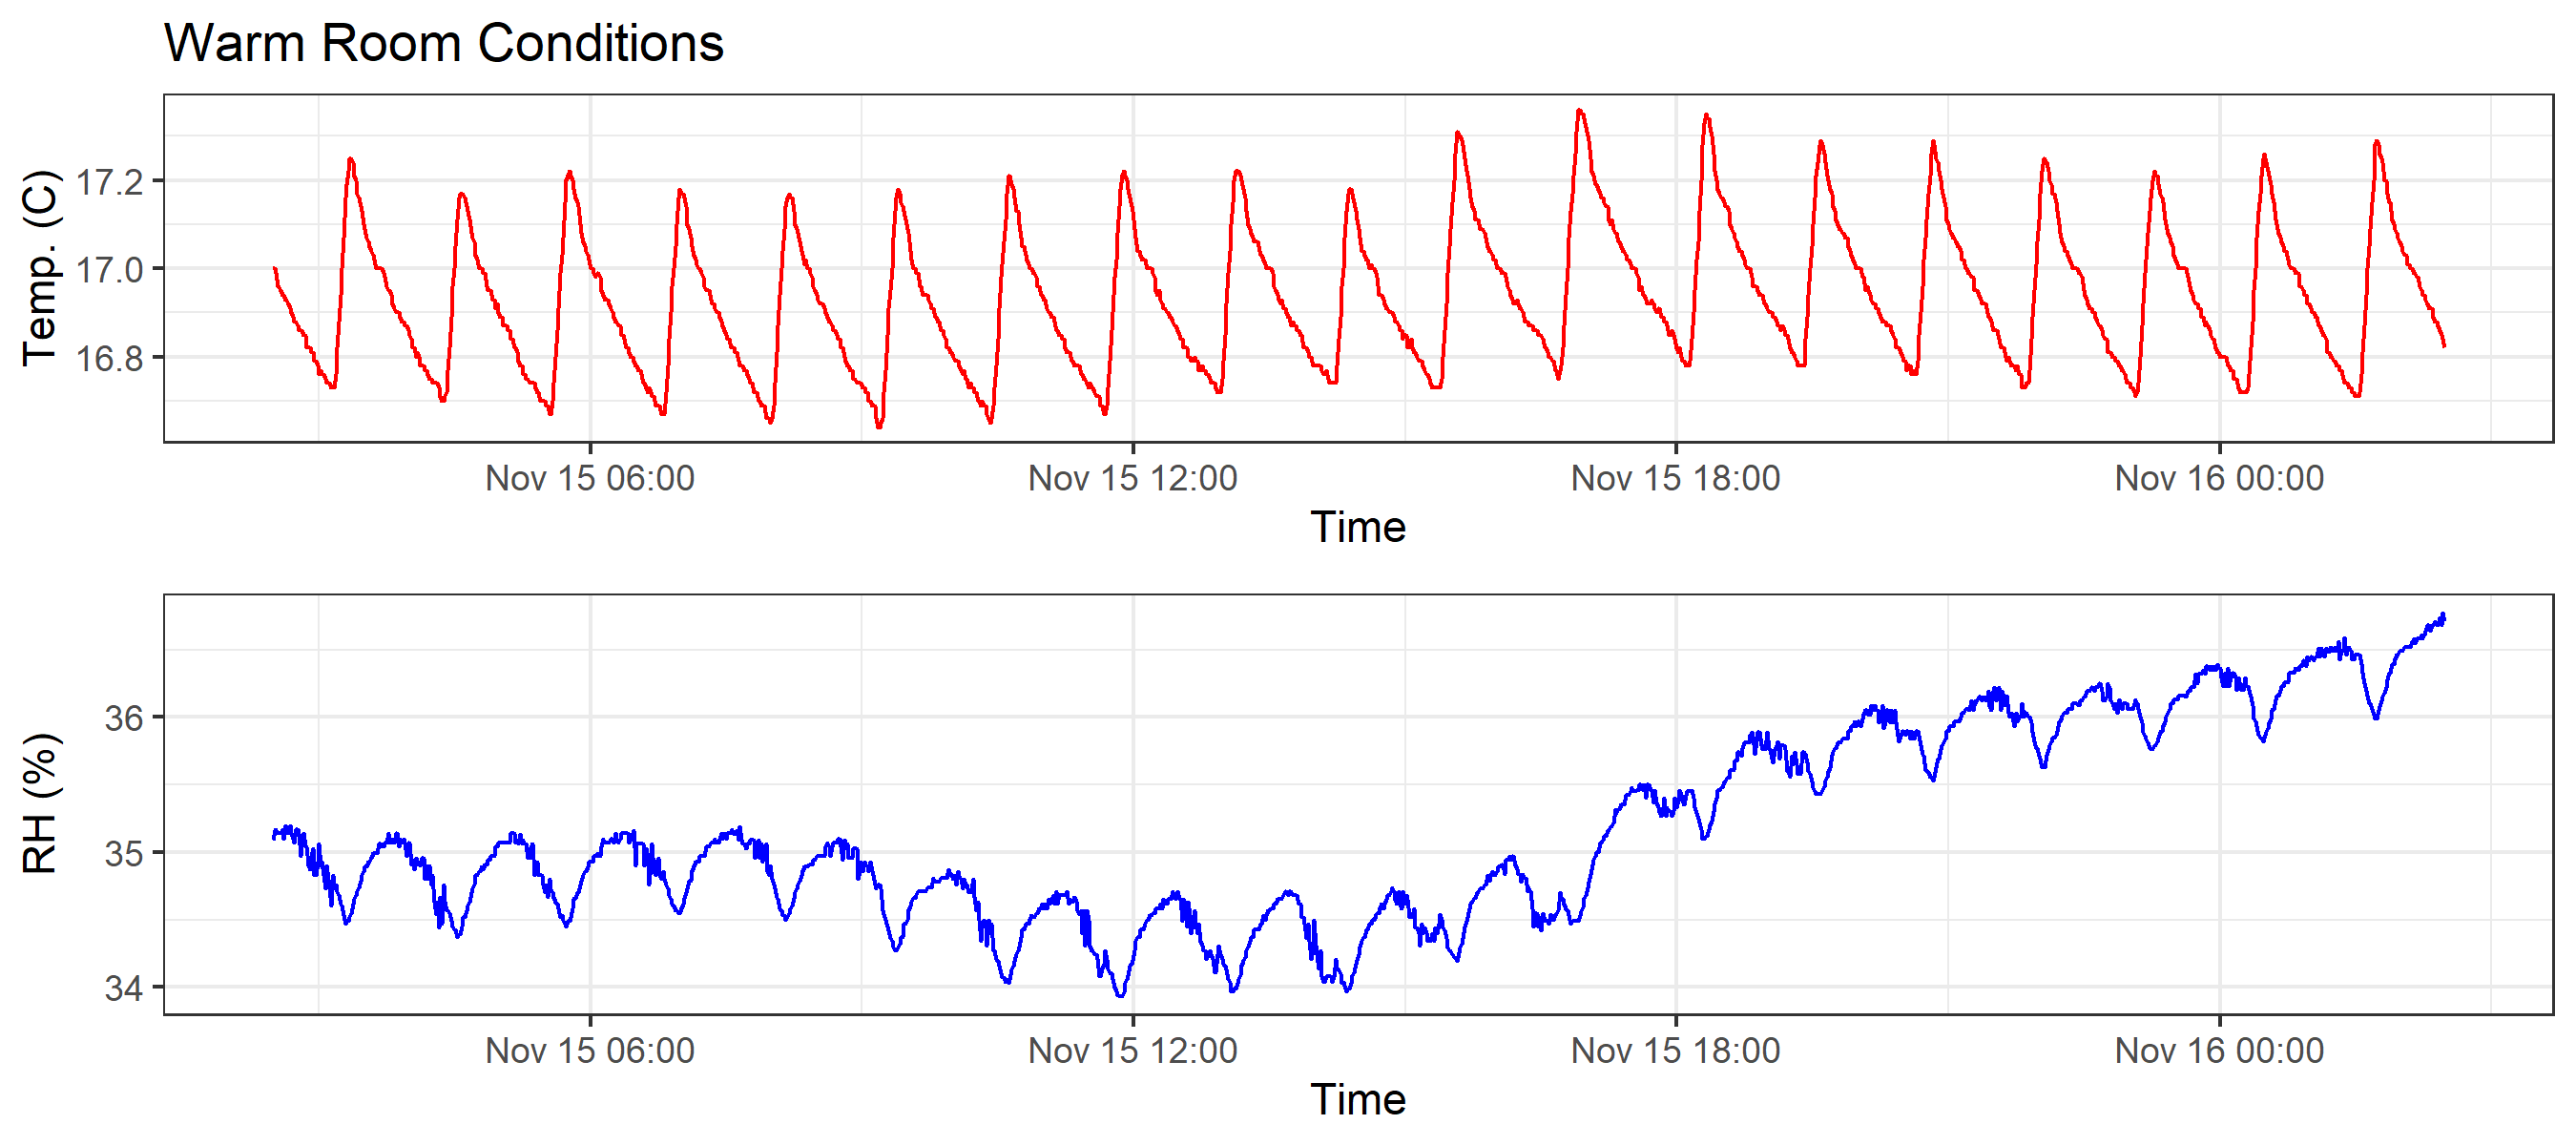 Warm Room Conditions
Temp. (C)
17.2
17.0
16.8
Nov 15 06:00 Nov 15 12:00 Nov 15 18:00 Nov 16 00:00
Time
RH (%)
36
35
34
Nov 15 06:00 Nov 15 12:00 Nov 15 18:00 Nov 16 00:00
Time